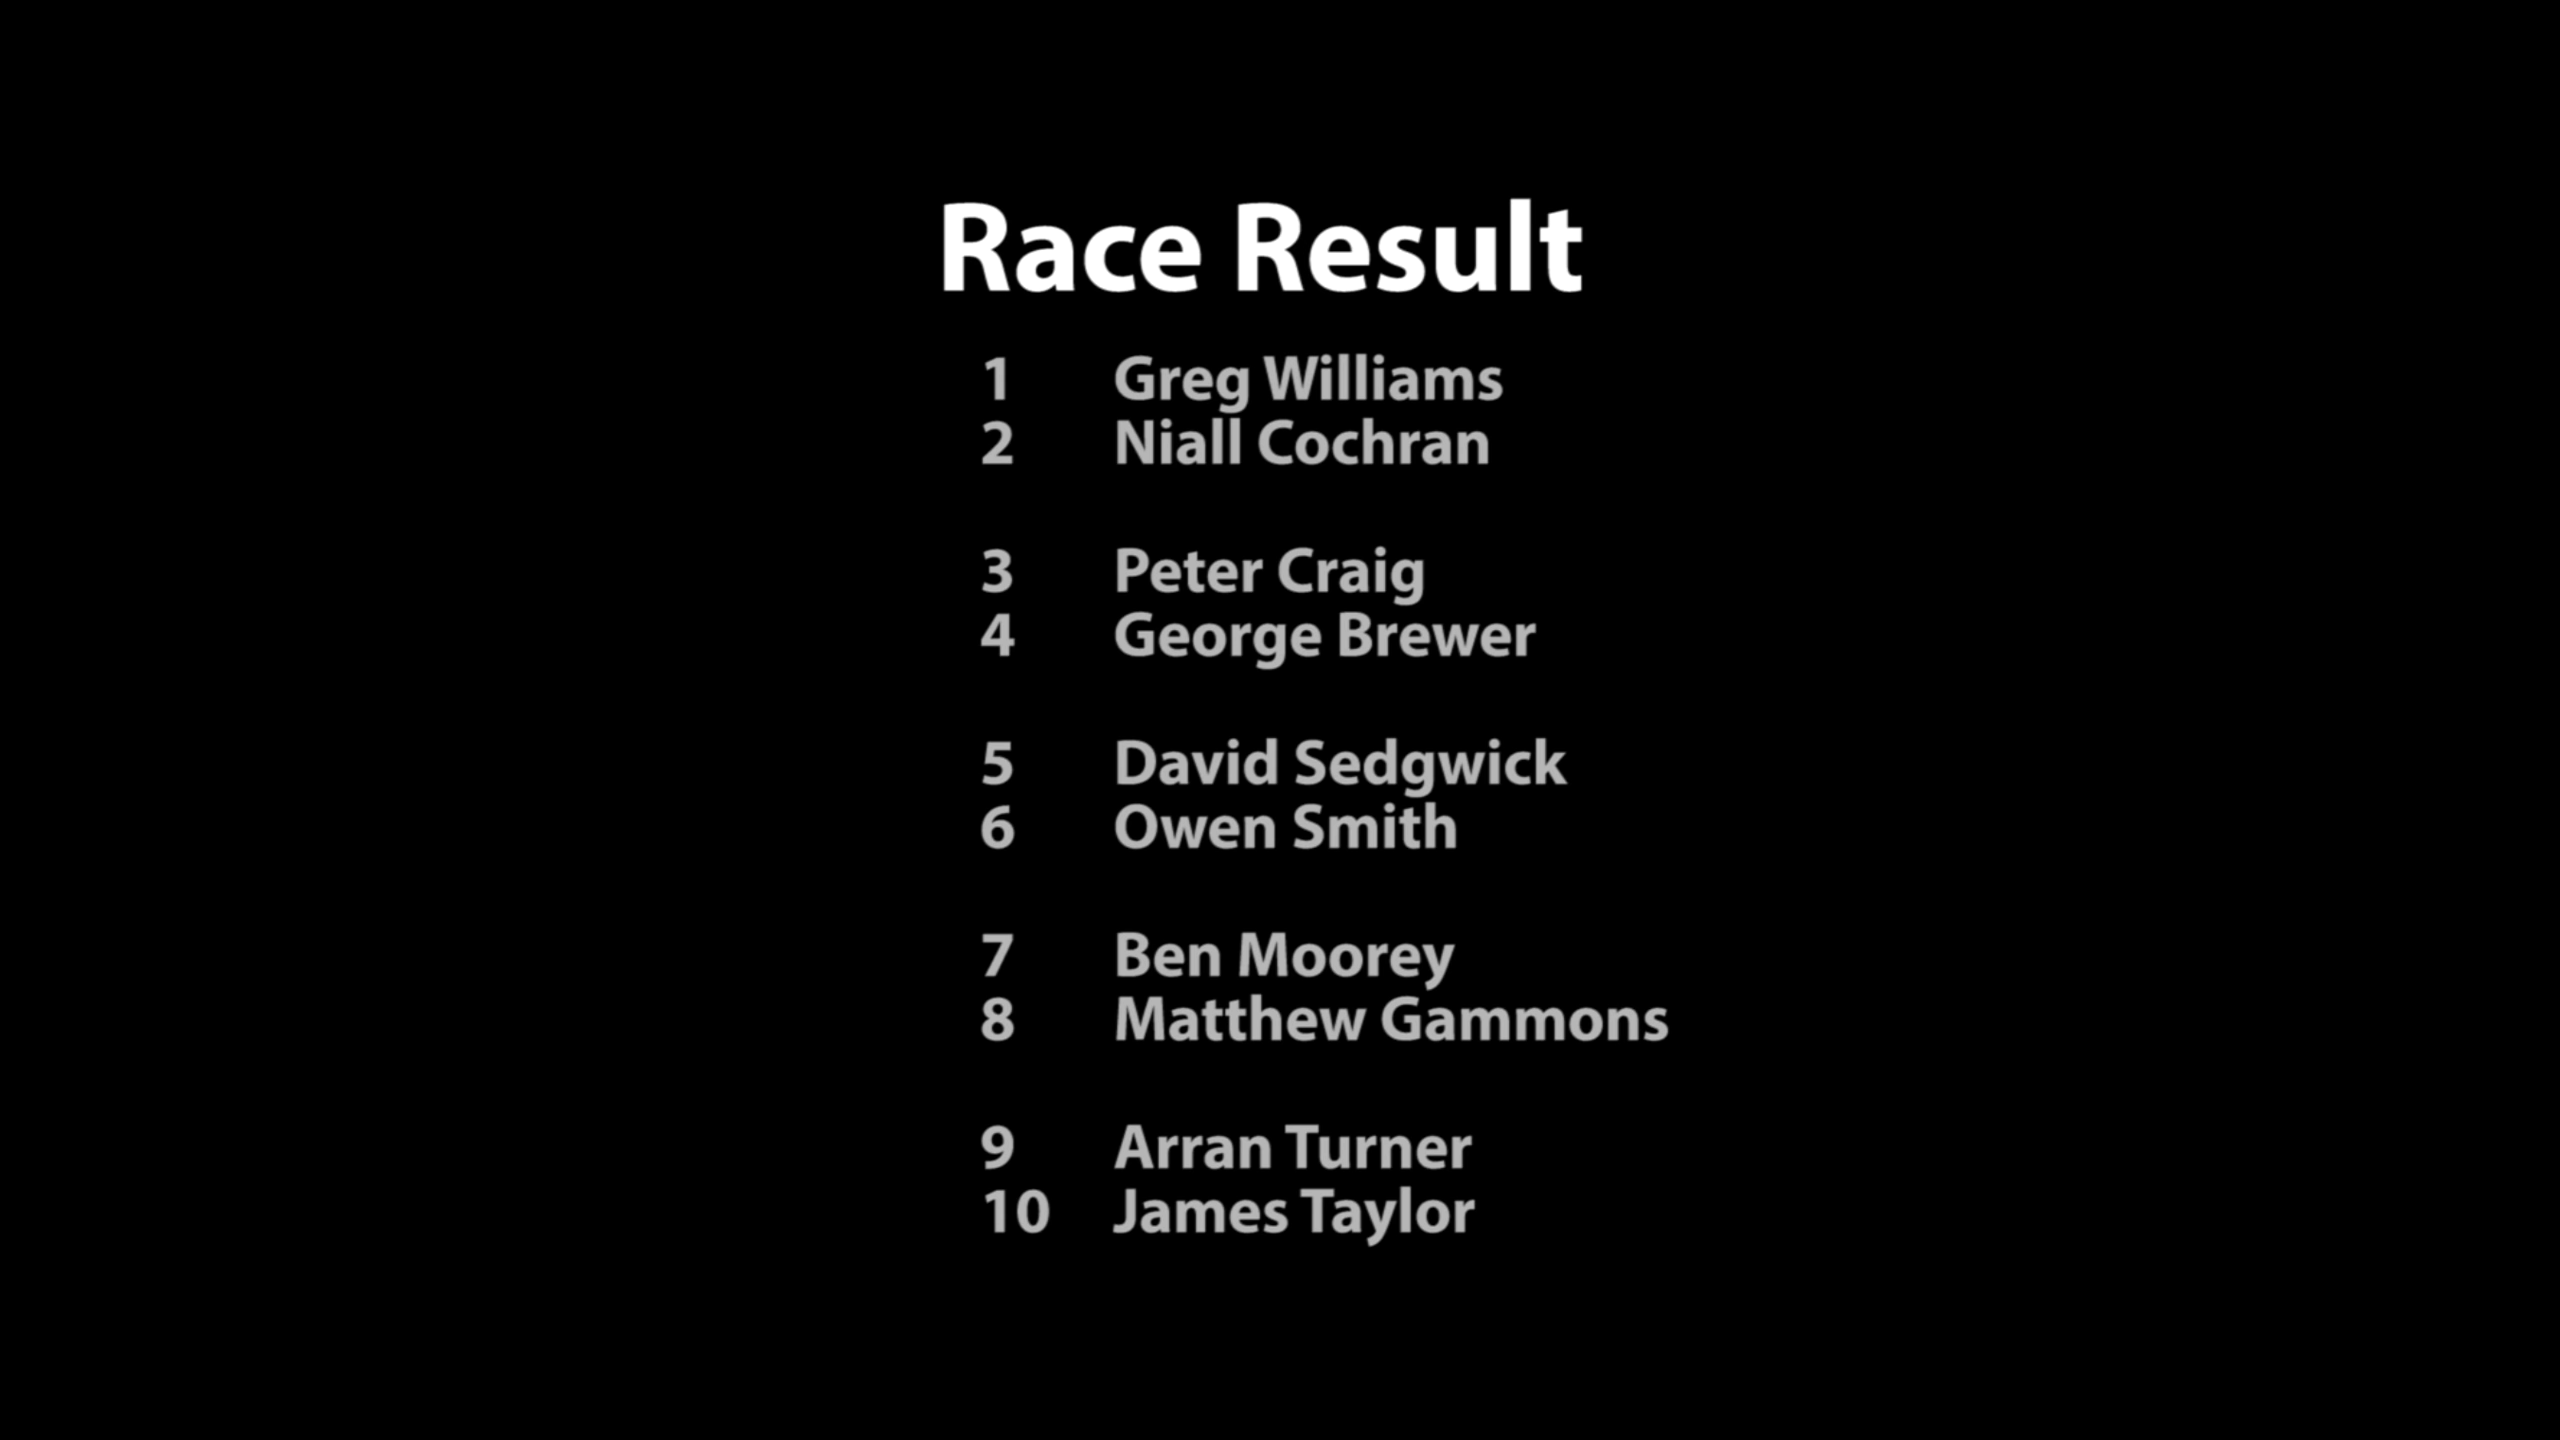 Race Result
1 Greg Williams
2 Niall Cochran
3 Peter Craig
4 George Brewer
5 David Sedgwick
6 Owen Smith
7 Ben Moorey
8 Matthew Gammons
9 Arran Turner
10 James Taylor